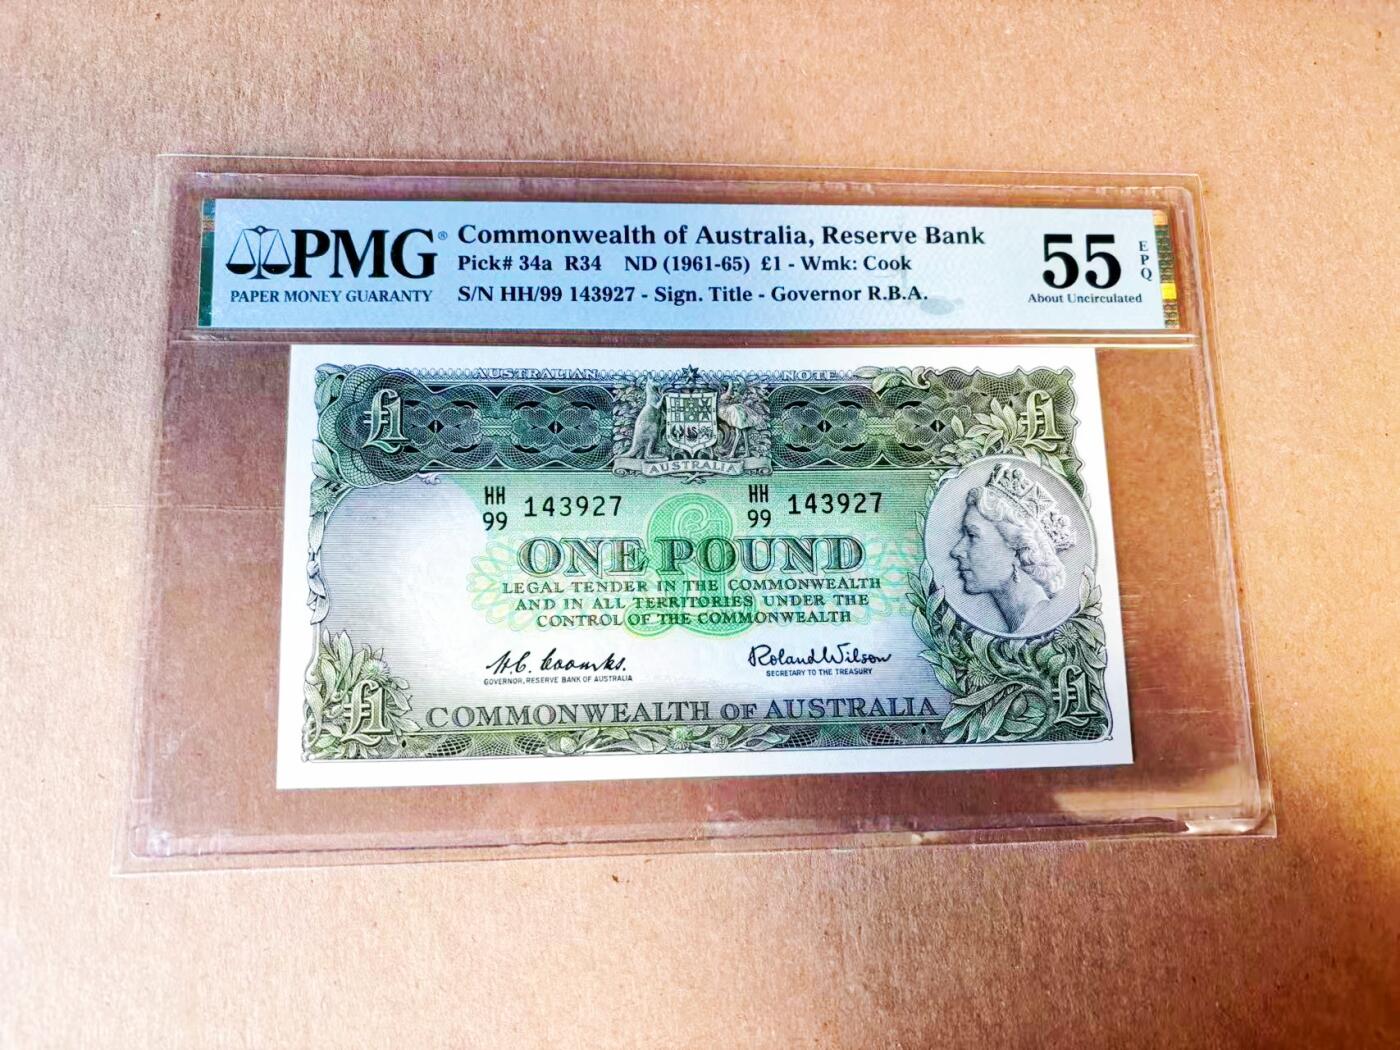 PMG®
PAPER MONEY GUARANTY
Commonwealth of Australia, Reserve Bank
Pick# 34a R34 ND (1961-65) £1 - Wmk: Cook
S/N HH/99 143927 - Sign. Title - Governor R.B.A.
55
EPQ
About Uncirculated
AUSTRALIAN NOTE
£1 £1
AUSTRALIA
HH 99 143927
HH 99 143927
ONE POUND
LEGAL TENDER IN THE COMMONWEALTH
AND IN ALL TERRITORIES UNDER THE
CONTROL OF THE COMMONWEALTH
H.C. Coombs.
GOVERNOR, RESERVE BANK OF AUSTRALIA
Roland Wilson
SECRETARY TO THE TREASURY
£1 £1
COMMONWEALTH OF AUSTRALIA